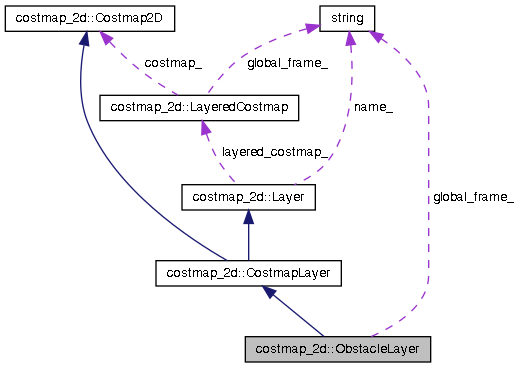 costmap_2d::Costmap2D
string
costmap_
global_frame_
costmap_2d::LayeredCostmap
name_
layered_costmap_
costmap_2d::Layer
global_frame_
costmap_2d::CostmapLayer
costmap_2d::ObstacleLayer